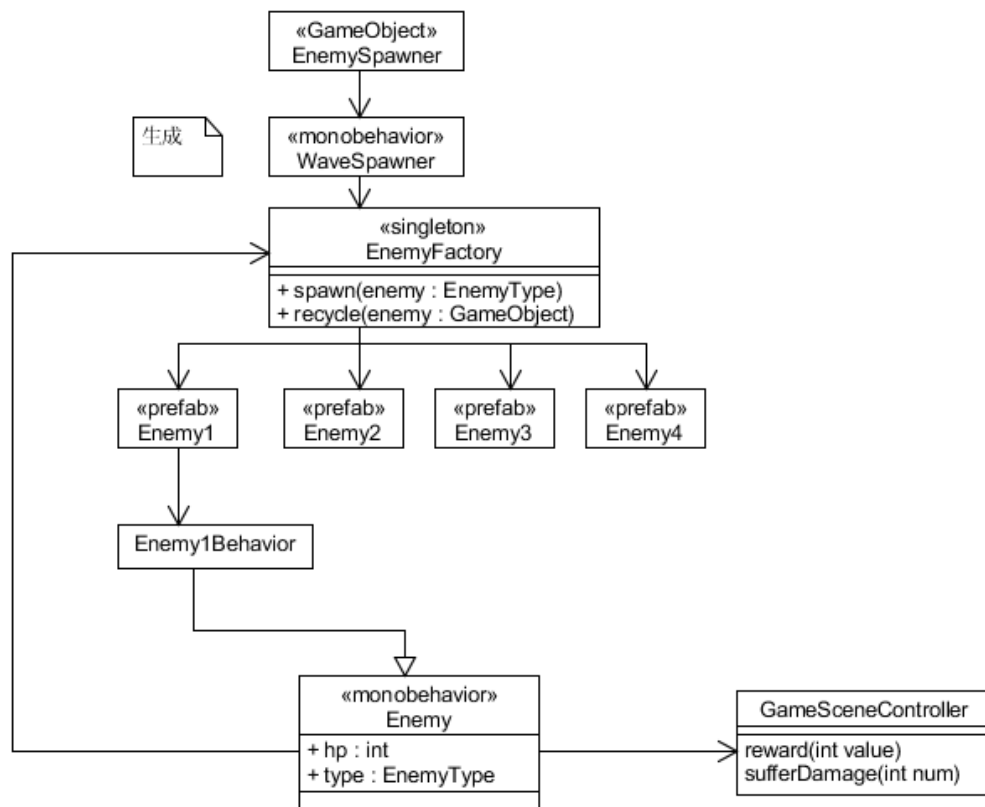 «GameObject»
EnemySpawner
生成
«monobehavior»
WaveSpawner
«singleton»
EnemyFactory
+ spawn(enemy : EnemyType)
+ recycle(enemy : GameObject)
«prefab»
Enemy1
«prefab»
Enemy2
«prefab»
Enemy3
«prefab»
Enemy4
Enemy1Behavior
«monobehavior»
Enemy
+ hp : int
+ type : EnemyType
GameSceneController
reward(int value)
sufferDamage(int num)